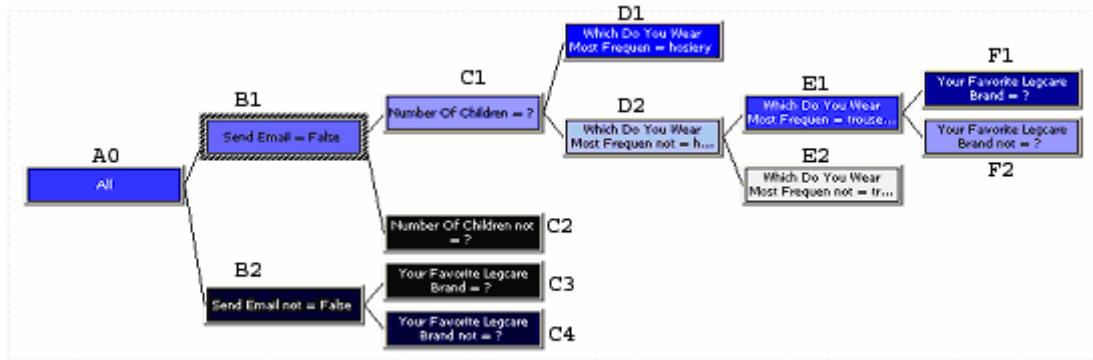 D1
Which Do You Wear
Most Frequen = hosiery
C1
Number Of Children = ?
D2
Which Do You Wear
Most Frequen not = h...
E1
Which Do You Wear
Most Frequen = trouse...
F1
Your Favorite Legcare
Brand = ?
Your Favorite Legcare
Brand not = ?
F2
E2
Which Do You Wear
Most Frequen not = tr...
B1
Send Email = False
A0
All
Number Of Children not
= ?
C2
B2
Send Email not = False
Your Favorite Legcare
Brand = ?
C3
Your Favorite Legcare
Brand not = ?
C4